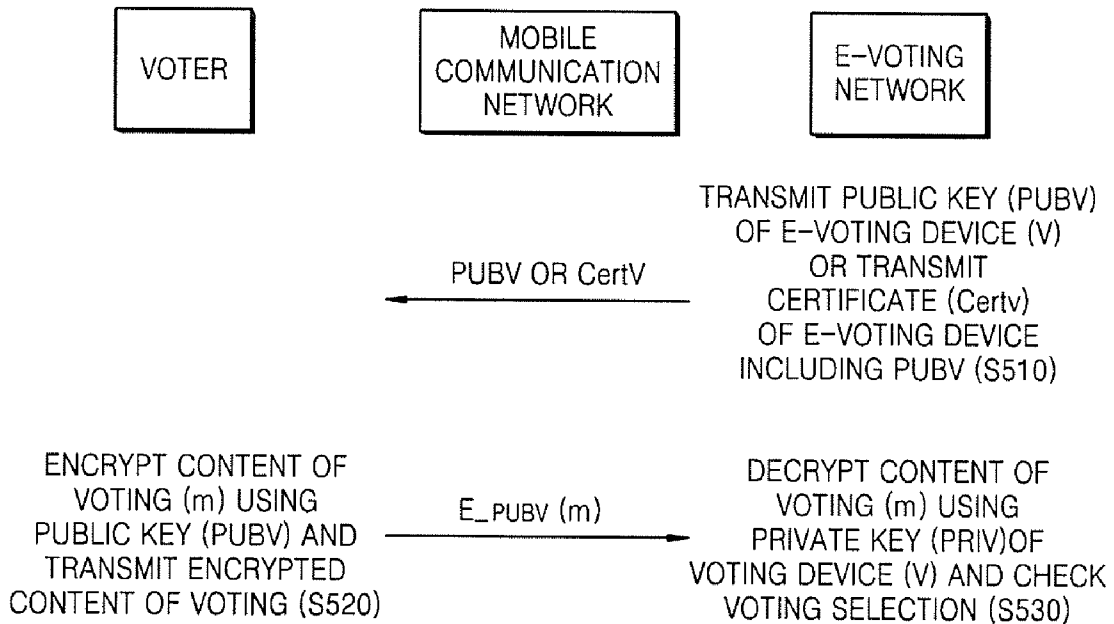 VOTER
MOBILE
COMMUNICATION
NETWORK
E-VOTING
NETWORK
TRANSMIT PUBLIC KEY (PUBV)
OF E-VOTING DEVICE (V)
OR TRANSMIT
CERTIFICATE (Certv)
OF E-VOTING DEVICE
INCLUDING PUBV (S510)
PUBV OR CertV
ENCRYPT CONTENT OF
VOTING (m) USING
PUBLIC KEY (PUBV) AND
TRANSMIT ENCRYPTED
CONTENT OF VOTING (S520)
E_PUBV (m)
DECRYPT CONTENT OF
VOTING (m) USING
PRIVATE KEY (PRIV)OF
VOTING DEVICE (V) AND CHECK
VOTING SELECTION (S530)